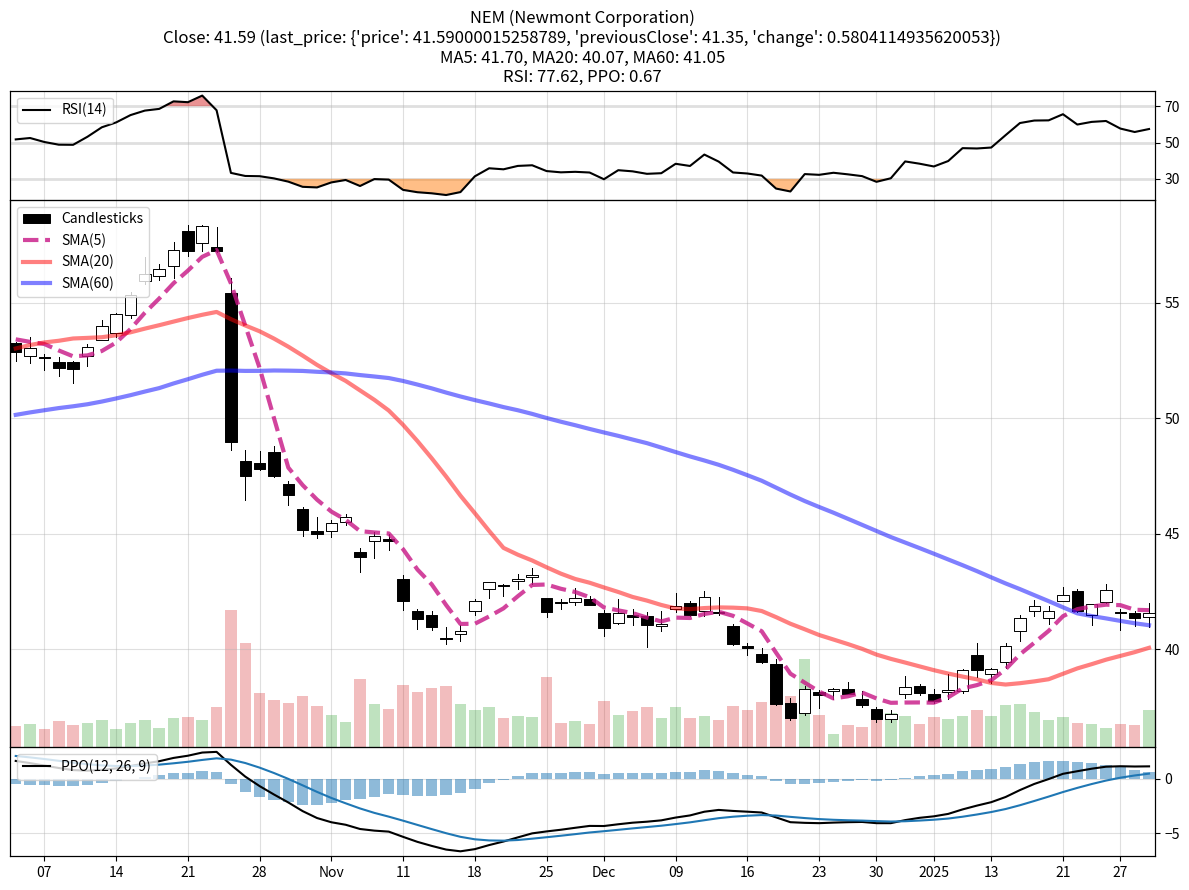 NEM (Newmont Corporation)
Close: 41.59 (last_price: {'price': 41.59000015258789, 'previousClose': 41.35, 'change': 0.5804114935620053})
MA5: 41.70, MA20: 40.07, MA60: 41.05
RSI: 77.62, PPO: 0.67
RSI(14)
70
50
30
Candlesticks
SMA(5)
SMA(20)
SMA(60)
55
50
45
40
PPO(12, 26, 9)
0
−5
07 14 21 28 Nov 11 18 25 Dec 09 16 23 30 2025 13 21 27